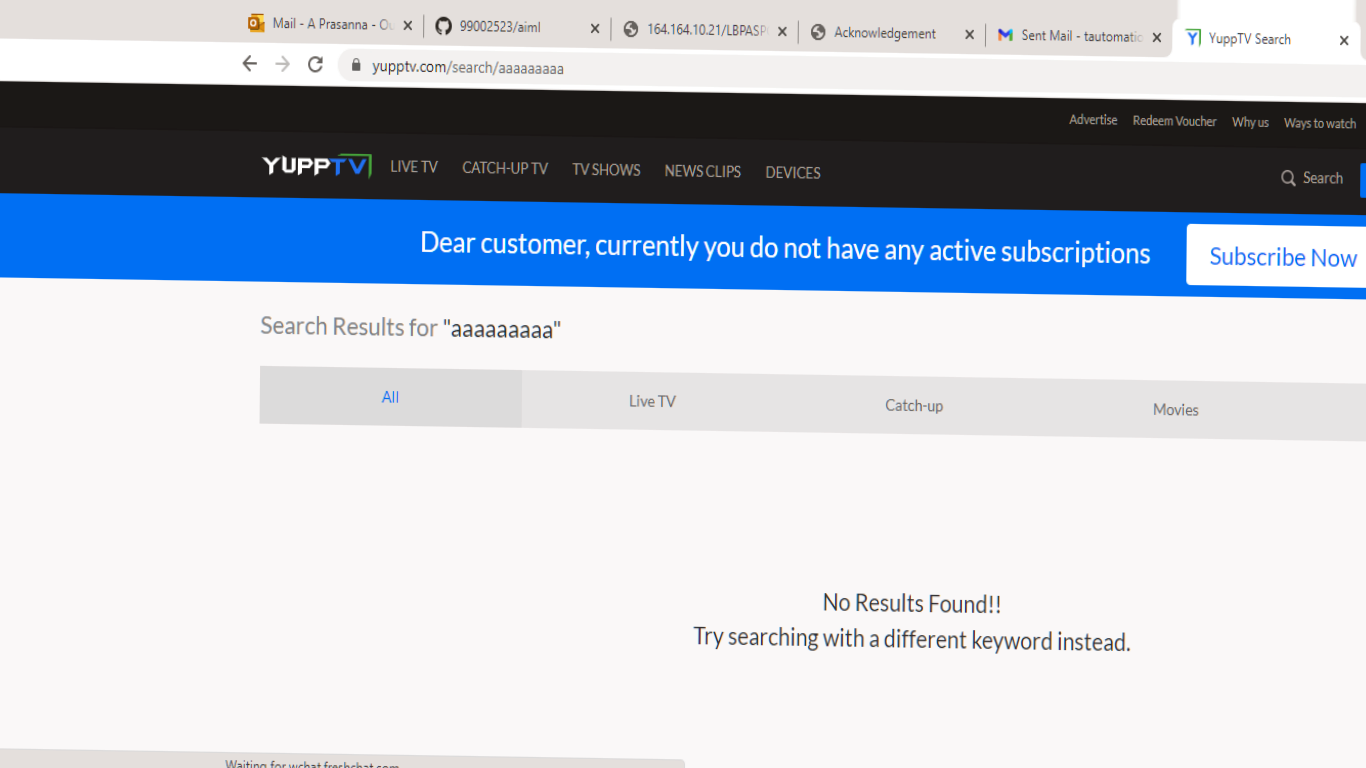 Mail - A Prasanna - Ou
99002523/aiml
164.164.10.21/LBPASP
Acknowledgement
Sent Mail - tautomatic
YuppTV Search
yupptv.com/search/aaaaaaaaa
Advertise
Redeem Voucher
Why us
Ways to watch
YUPPTV
LIVE TV
CATCH-UP TV
TV SHOWS
NEWS CLIPS
DEVICES
Search
Dear customer, currently you do not have any active subscriptions
Subscribe Now
Search Results for "aaaaaaaaa"
All
Live TV
Catch-up
Movies
No Results Found!!
Try searching with a different keyword instead.
Waiting for wchat.freshchat.com